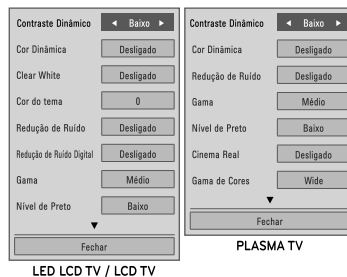 Contraste Dinâmico ◄ Baixo ►
Cor Dinâmica Desligado
Clear White Desligado
Cor do tema 0
Redução de Ruído Desligado
Redução de Ruído Digital Desligado
Gama Médio
Nível de Preto Baixo
▼
Fechar
LED LCD TV / LCD TV
Contraste Dinâmico ◄ Baixo ►
Cor Dinâmica Desligado
Redução de Ruído Desligado
Gama Médio
Nível de Preto Baixo
Cinema Real Desligado
Gama de Cores Wide
▼
Fechar
PLASMA TV